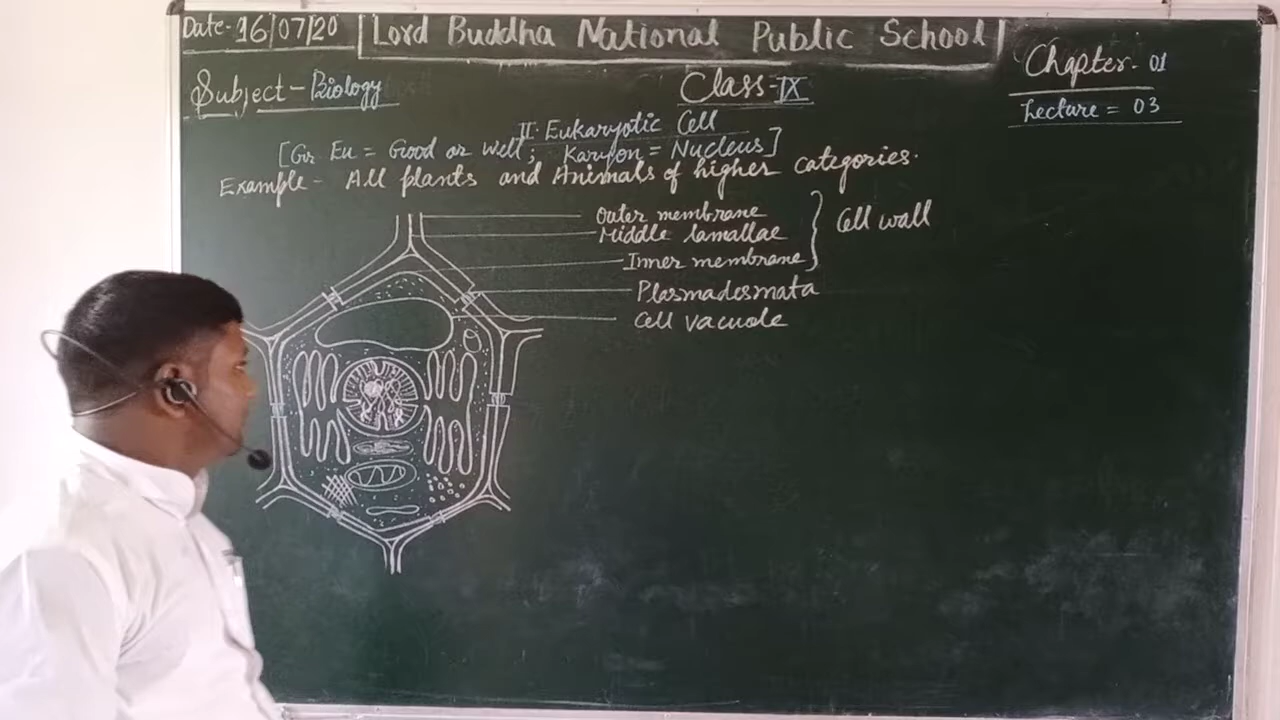 Date- 16/07/20
Lord Buddha National Public School
Chapter- 01
Subject - Biology
Class-IX
Lecture = 03
II. Eukaryotic Cell
[Gr Eu = Good or Well; Karyon = Nucleus]
Example - All plants and Animals of higher categories.
Outer membrane
Middle lamallae
Cell wall
Inner membrane
Plasmadesmata
Cell vacuole